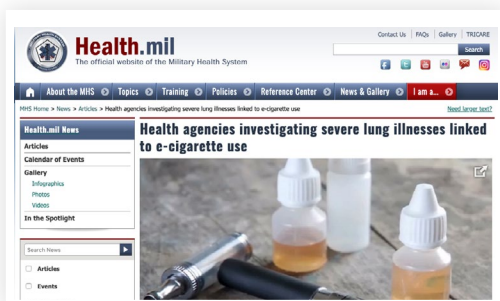 Contact Us FAQs Gallery TRICARE
Health.mil
The official website of the Military Health System
Search
About the MHS Topics Training Policies Reference Center News & Gallery I am a...
MHS Home > News > Articles > Health agencies investigating severe lung illnesses linked to e-cigarette use
Need larger text?
Health.mil News
Articles
Calendar of Events
Gallery
Infographics
Photos
Videos
In the Spotlight
Search News
Articles
Events
Health agencies investigating severe lung illnesses linked
to e-cigarette use